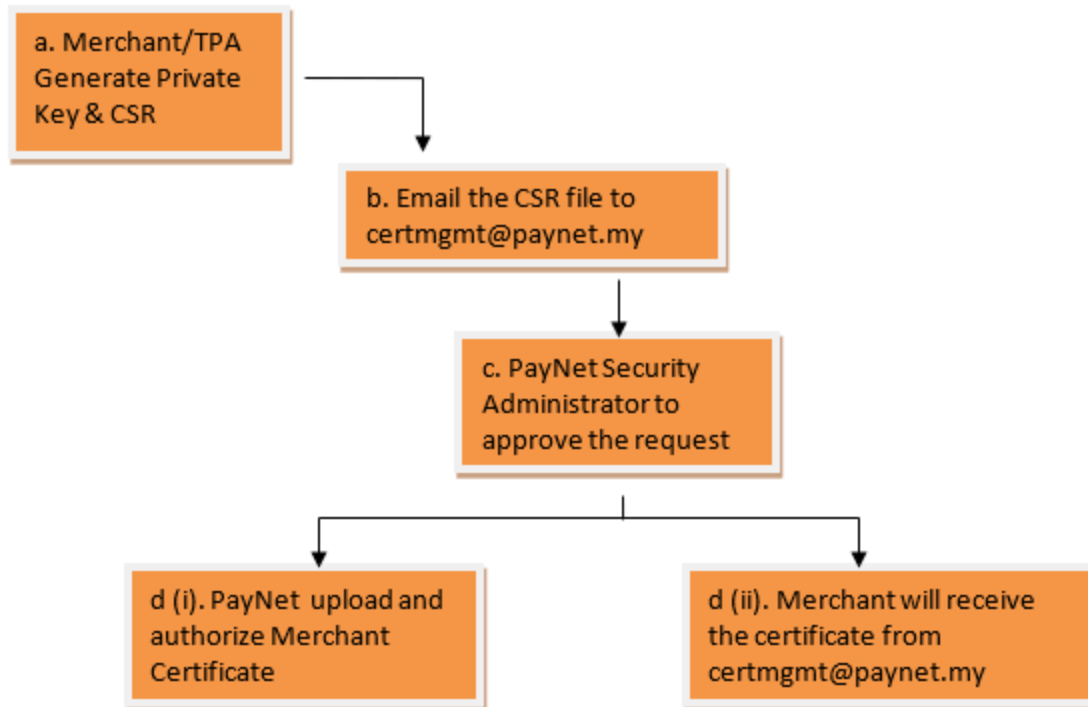 a. Merchant/TPA
Generate Private
Key & CSR
b. Email the CSR file to
certmgmt@paynet.my
c. PayNet Security
Administrator to
approve the request
d (i). PayNet upload and
authorize Merchant
Certificate
d (ii). Merchant will receive
the certificate from
certmgmt@paynet.my